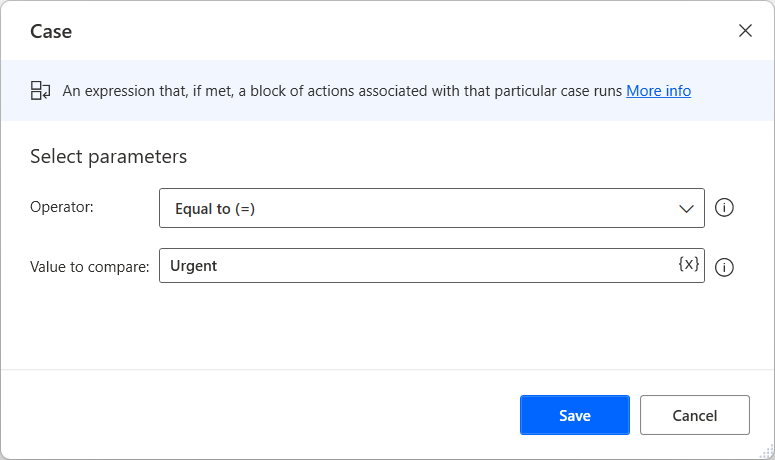 Case
An expression that, if met, a block of actions associated with that particular case runs More info
Select parameters
Operator:
Equal to (=)
Value to compare:
Urgent
{x}
Save
Cancel